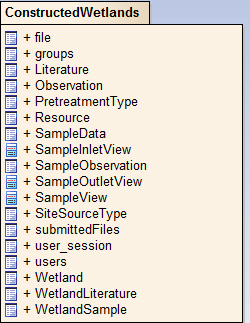 ConstructedWetlands
+ file
+ groups
+ Literature
+ Observation
+ PretreatmentType
+ Resource
+ SampleData
+ SampleInletView
+ SampleObservation
+ SampleOutletView
+ SampleView
+ SiteSourceType
+ submittedFiles
+ user_session
+ users
+ Wetland
+ WetlandLiterature
+ WetlandSample